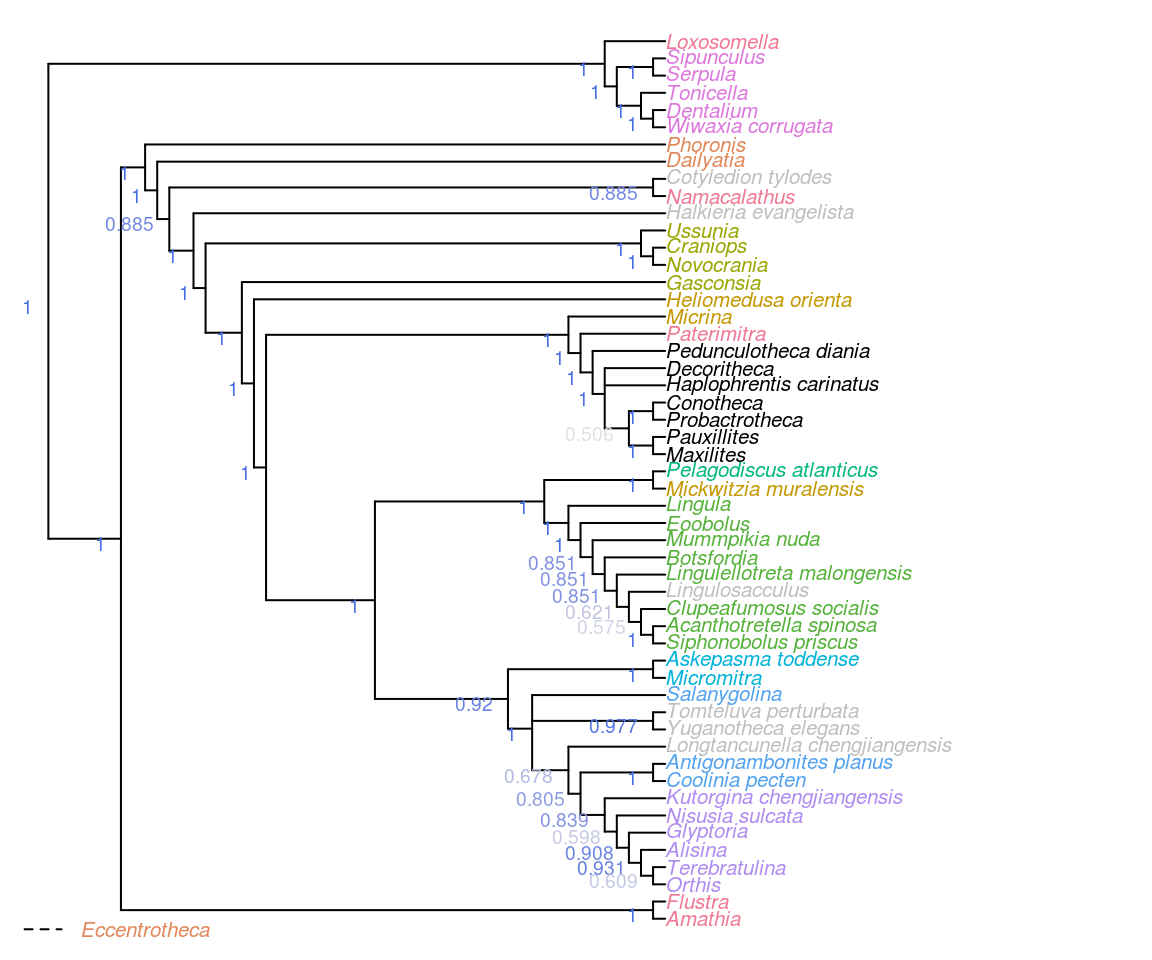 Loxosomella
Sipunculus
1
1
Serpula
1
Tonicella
1
Dentalium
1
Wiwaxia corrugata
Phoronis
Dailyatia
1
Cotyledion tylodes
1
0.885
Namacalathus
Halkieria evangelista
0.885
Ussunia
Craniops
1
1
1
Novocrania
Gasconsia
1
Heliomedusa orienta
1
Micrina
Paterimitra
1
1
Pedunculotheca diania
1
Decoritheca
1
Haplophrentis carinatus
1
1
Conotheca
1
Probactrotheca
0.506
Pauxillites
1
Maxilites
1
Pelagodiscus atlanticus
1
Mickwitzia muralensis
1
Lingula
1
Eoobolus
1
Mummpikia nuda
1
Botsfordia
0.851
Lingulellotreta malongensis
0.851
Lingulosacculus
0.851
Clupeafumosus socialis
1
0.621
Acanthotretella spinosa
0.575
Siphonobolus priscus
1
Askepasma toddense
1
Micromitra
Salanygolina
0.92
Tomteluva perturbata
0.977
Yuganotheca elegans
1
Longtancunella chengjiangensis
Antigonambonites planus
0.678
1
Coolinia pecten
0.805
Kutorgina chengjiangensis
Nisusia sulcata
0.839
Glyptoria
0.598
Alisina
0.908
Terebratulina
0.931
0.609
Orthis
Flustra
1
Amathia
Eccentrotheca